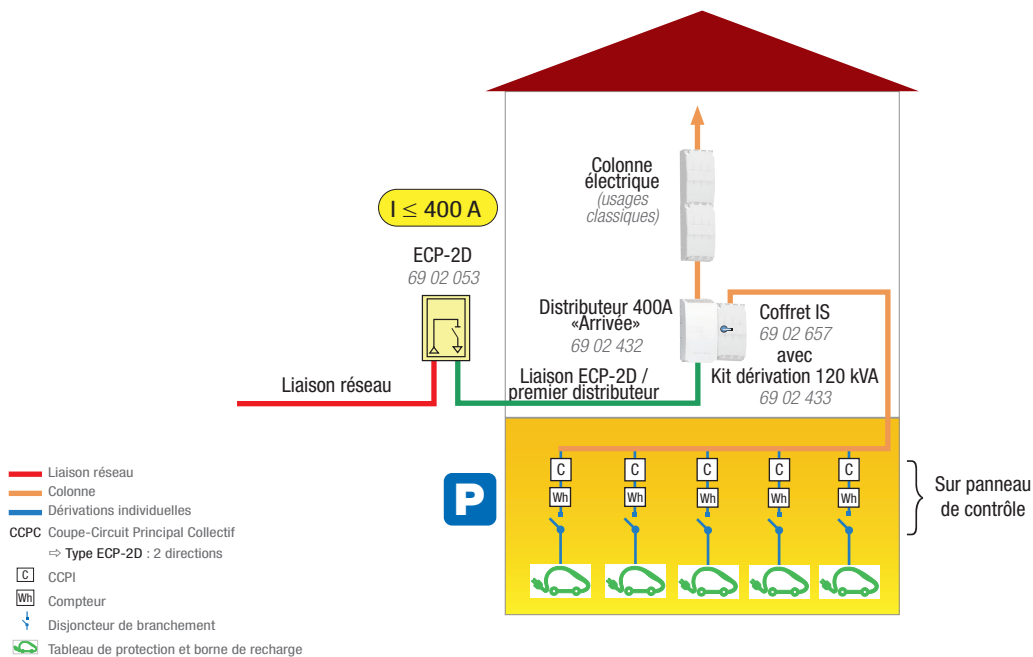 Colonne
électrique
(usages
classiques)
I ≤ 400 A
ECP-2D
69 02 053
Distributeur 400A
«Arrivée»
69 02 432
Coffret IS
69 02 657
avec
Kit dérivation 120 kVA
69 02 433
Liaison réseau
Liaison ECP-2D /
premier distributeur
P
C C C C C
Wh Wh Wh Wh Wh
Sur panneau
de contrôle
Liaison réseau
Colonne
Dérivations individuelles
CCPC Coupe-Circuit Principal Collectif
⇨ Type ECP-2D : 2 directions
C CCPI
Wh Compteur
Disjoncteur de branchement
Tableau de protection et borne de recharge